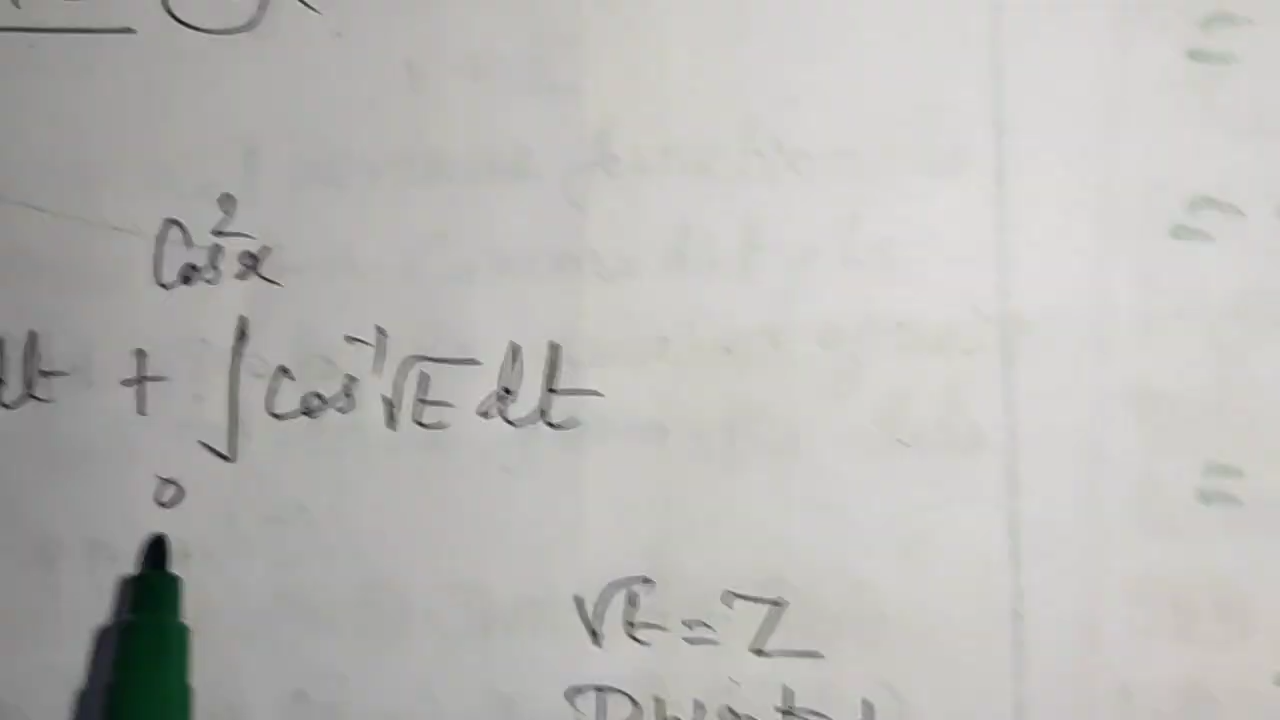 cos²x
dt + ∫ cos⁻¹√t dt
0
√t = Z